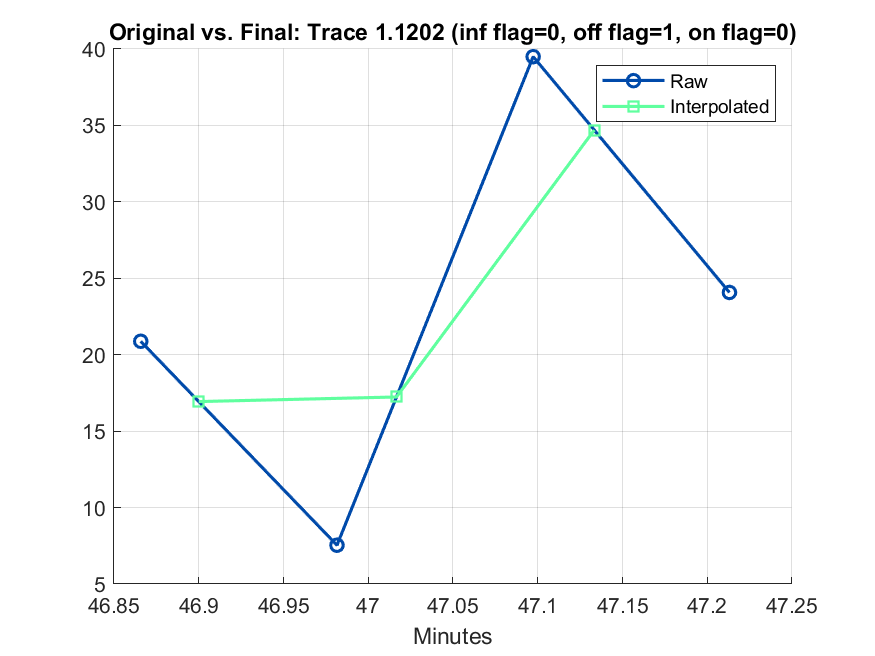 Original vs. Final: Trace 1.1202 (inf flag=0, off flag=1, on flag=0)
40
Raw
Interpolated
35
30
25
20
15
10
5
46.85 46.9 46.95 47 47.05 47.1 47.15 47.2 47.25
Minutes